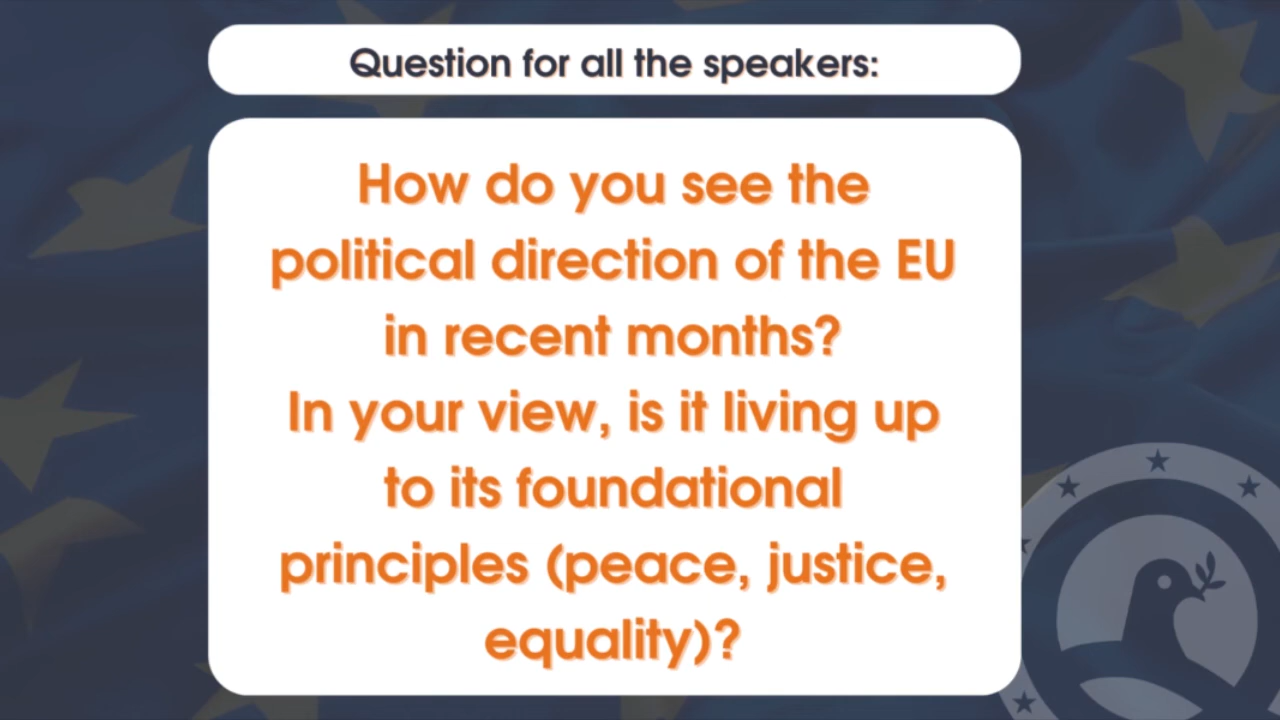 Question for all the speakers:
How do you see the
political direction of the EU
in recent months?
In your view, is it living up
to its foundational
principles (peace, justice,
equality)?